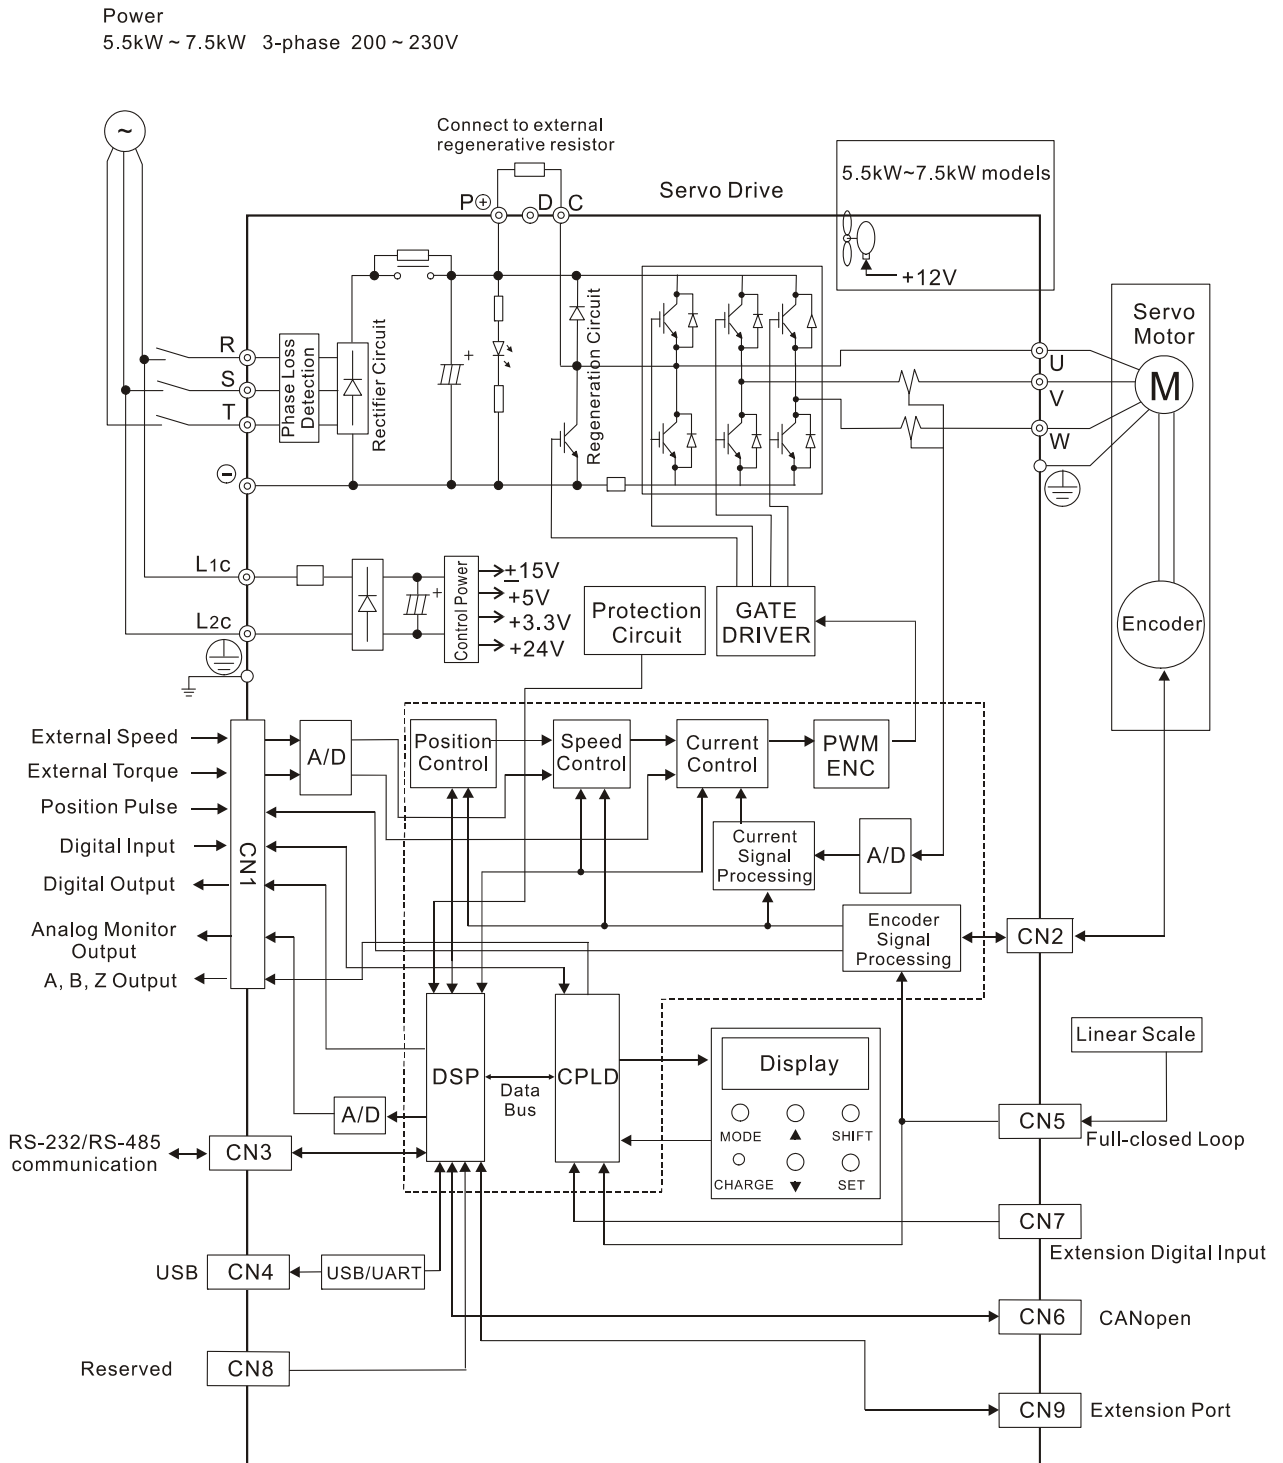 Power
5.5kW ~ 7.5kW 3-phase 200 ~ 230V
~
Connect to external
regenerative resistor
P⊕
D
C
Servo Drive
5.5kW~7.5kW models
+12V
Servo
Motor
R
S
T
Phase Loss
Detection
Rectifier Circuit
+
Regeneration Circuit
U
V
W
M
L1C
L2C
+
Control Power
±15V
+5V
+3.3V
+24V
Protection
Circuit
GATE
DRIVER
Encoder
External Speed
External Torque
Position Pulse
Digital Input
Digital Output
Analog Monitor
Output
A, B, Z Output
CN1
A/D
Position
Control
Speed
Control
Current
Control
PWM
ENC
Current
Signal
Processing
A/D
Encoder
Signal
Processing
CN2
Linear Scale
DSP
Data
Bus
CPLD
Display
MODE
▲
SHIFT
CHARGE
▼
SET
A/D
CN5
Full-closed Loop
RS-232/RS-485
communication
CN3
CN7
Extension Digital Input
USB
CN4
USB/UART
CN6
CANopen
Reserved
CN8
CN9
Extension Port